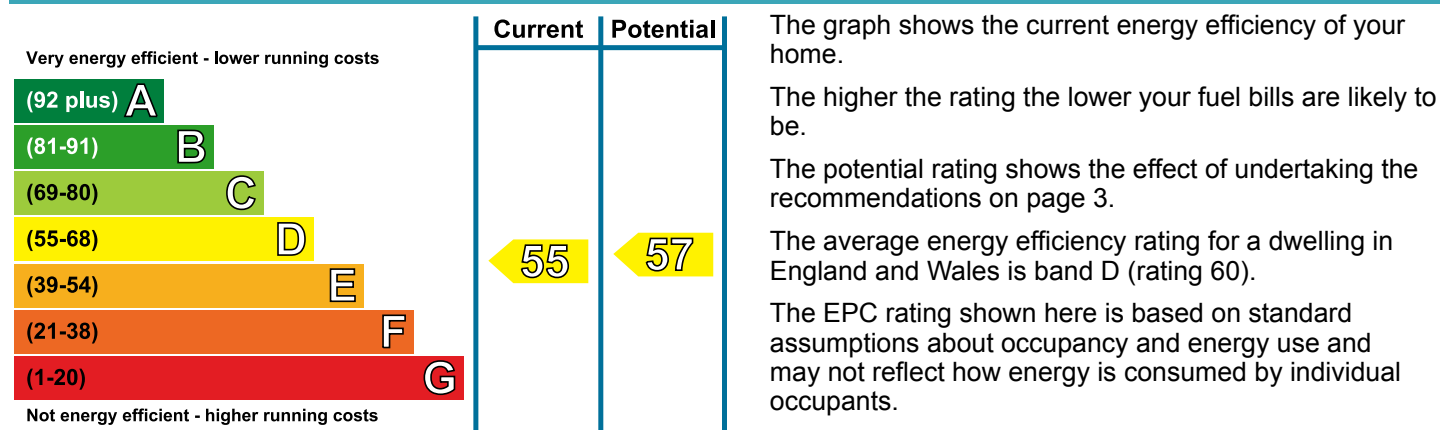 Current Potential
Very energy efficient - lower running costs
(92 plus) A
(81-91) B
(69-80) C
(55-68) D
(39-54) E
(21-38) F
(1-20) G
Not energy efficient - higher running costs
55
57
The graph shows the current energy efficiency of your
home.
The higher the rating the lower your fuel bills are likely to
be.
The potential rating shows the effect of undertaking the
recommendations on page 3.
The average energy efficiency rating for a dwelling in
England and Wales is band D (rating 60).
The EPC rating shown here is based on standard
assumptions about occupancy and energy use and
may not reflect how energy is consumed by individual
occupants.